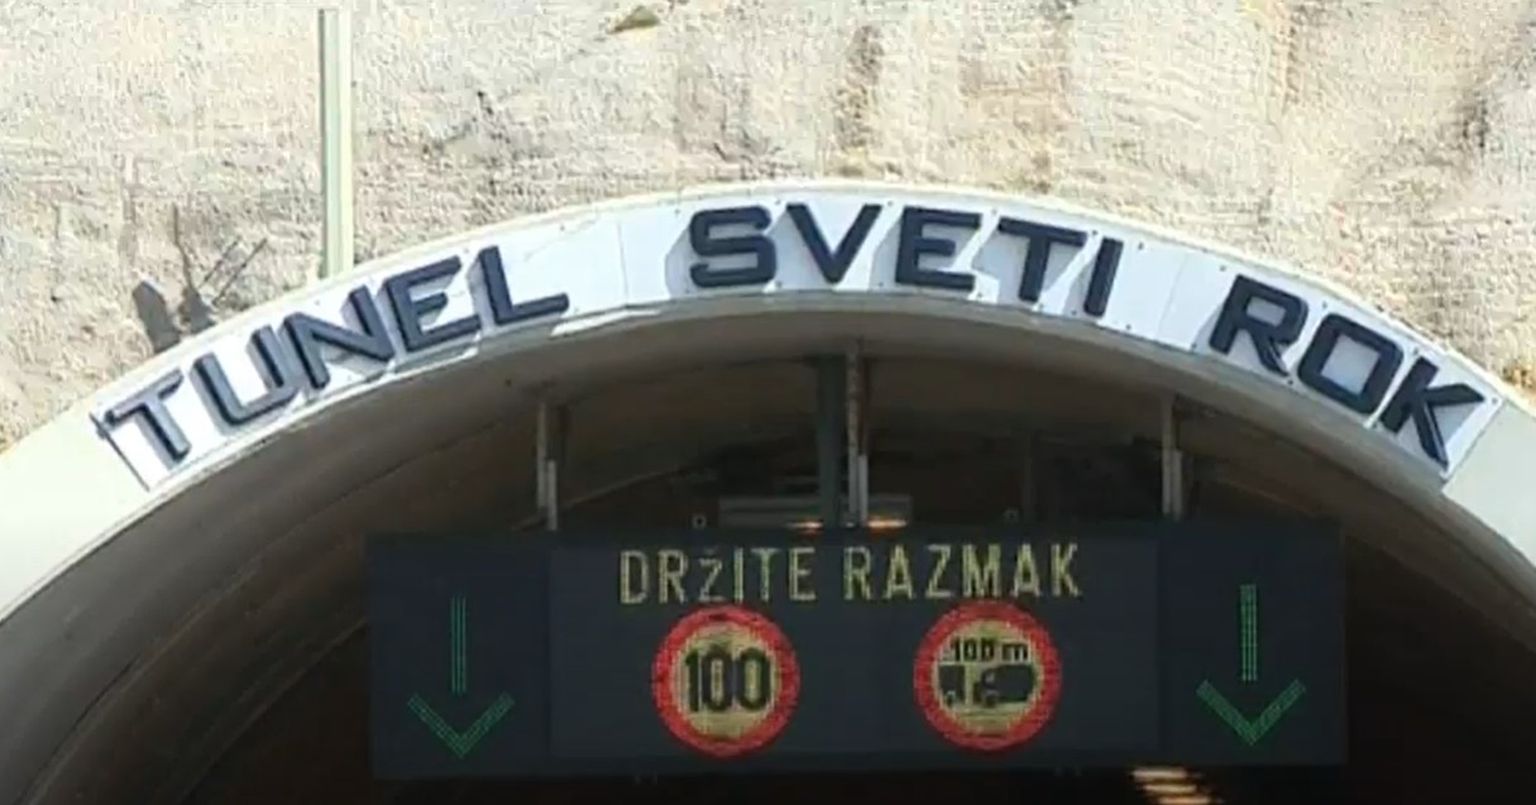 TUNEL SVETI ROK
DRŽITE RAZMAK
100
100 m